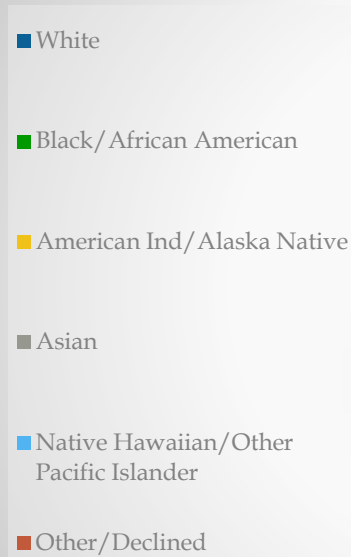 White
Black/African American
American Ind/Alaska Native
Asian
Native Hawaiian/Other
Pacific Islander
Other/Declined